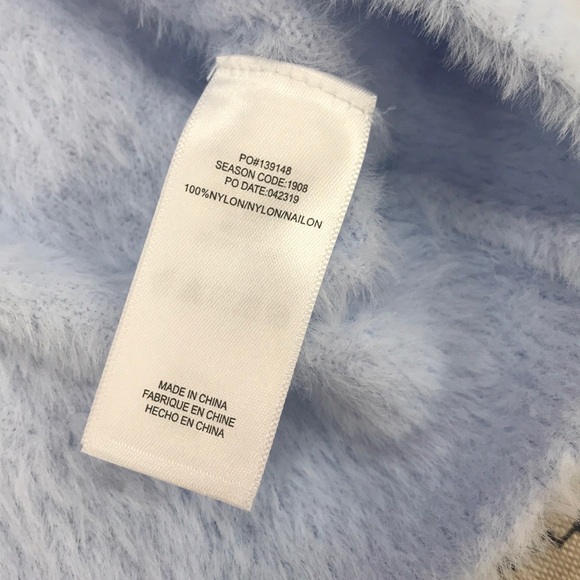 PO#139148
SEASON CODE:1908
PO DATE:042319
100%NYLON/NYLON/NAILON
MADE IN CHINA
FABRIQUE EN CHINE
HECHO EN CHINA